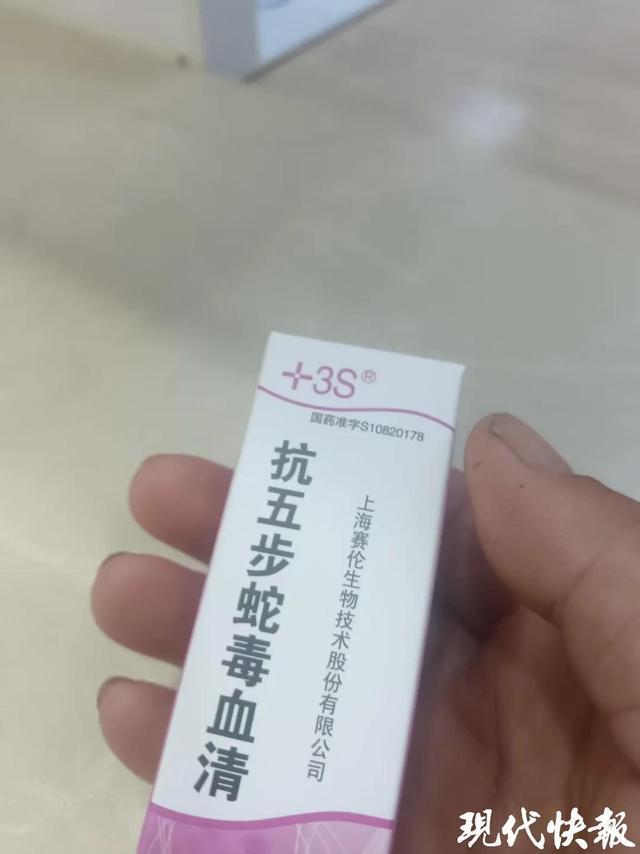 +3S®
国药准字S10820178
抗五步蛇毒血清
上海赛伦生物技术股份有限公司
现代快報